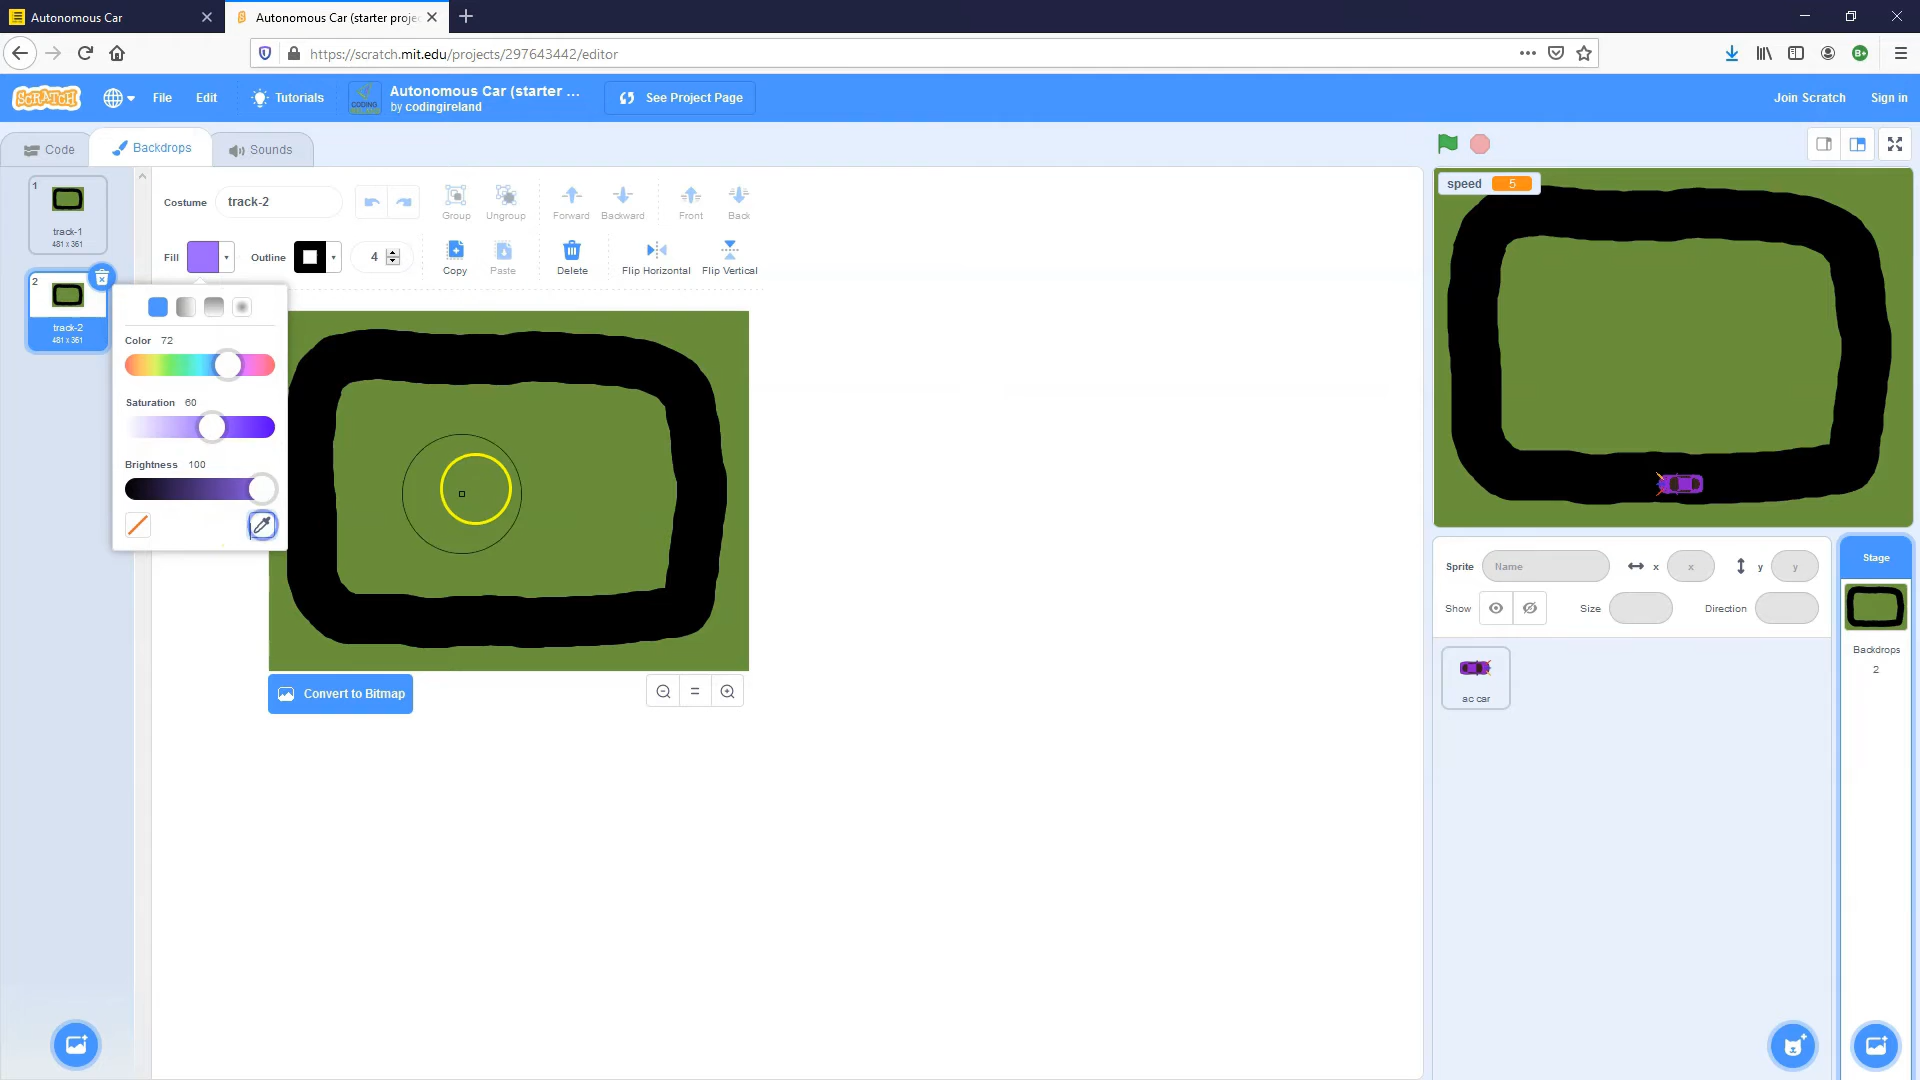 Autonomous Car
Autonomous Car (starter proje
https://scratch.mit.edu/projects/297643442/editor
SCRATCH
File
Edit
Tutorials
CODING
Autonomous Car (starter ...
by codingireland
See Project Page
Join Scratch
Sign in
Code
Backdrops
Sounds
1
track-1
481 x 361
2
track-2
481 x 361
Costume
track-2
Group
Ungroup
Forward
Backward
Front
Back
Fill
Outline
4
Copy
Paste
Delete
Flip Horizontal
Flip Vertical
Color 72
Saturation 60
Brightness 100
Convert to Bitmap
speed 5
Sprite
Name
x
x
y
y
Show
Size
Direction
ac car
Stage
Backdrops
2